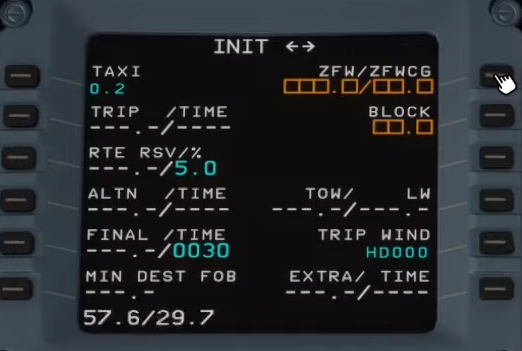 INIT ←→
TAXI ZFW/ZFWCG
0.2 □□□.□/□□.□
TRIP /TIME BLOCK
---.-/---- □□.□
RTE RSV/%
---.-/5.0
ALTN /TIME TOW/ LW
---.-/---- ---.-/---.-
FINAL /TIME TRIP WIND
---.-/0030 HD000
MIN DEST FOB EXTRA/ TIME
---.- ---.-/----
57.6/29.7